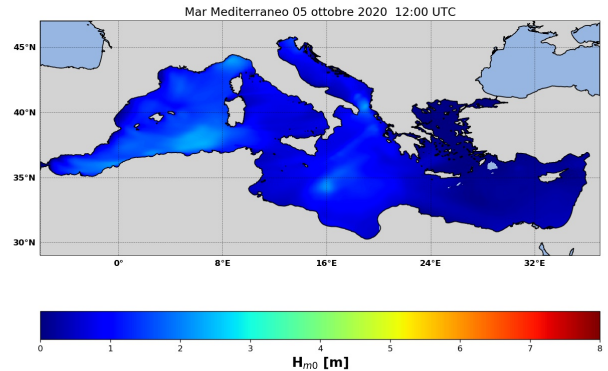 Mar Mediterraneo 05 ottobre 2020 12:00 UTC
45°N
40°N
35°N
30°N
0° 8°E 16°E 24°E 32°E
0 1 2 3 4 5 6 7 8
Hm0 [m]